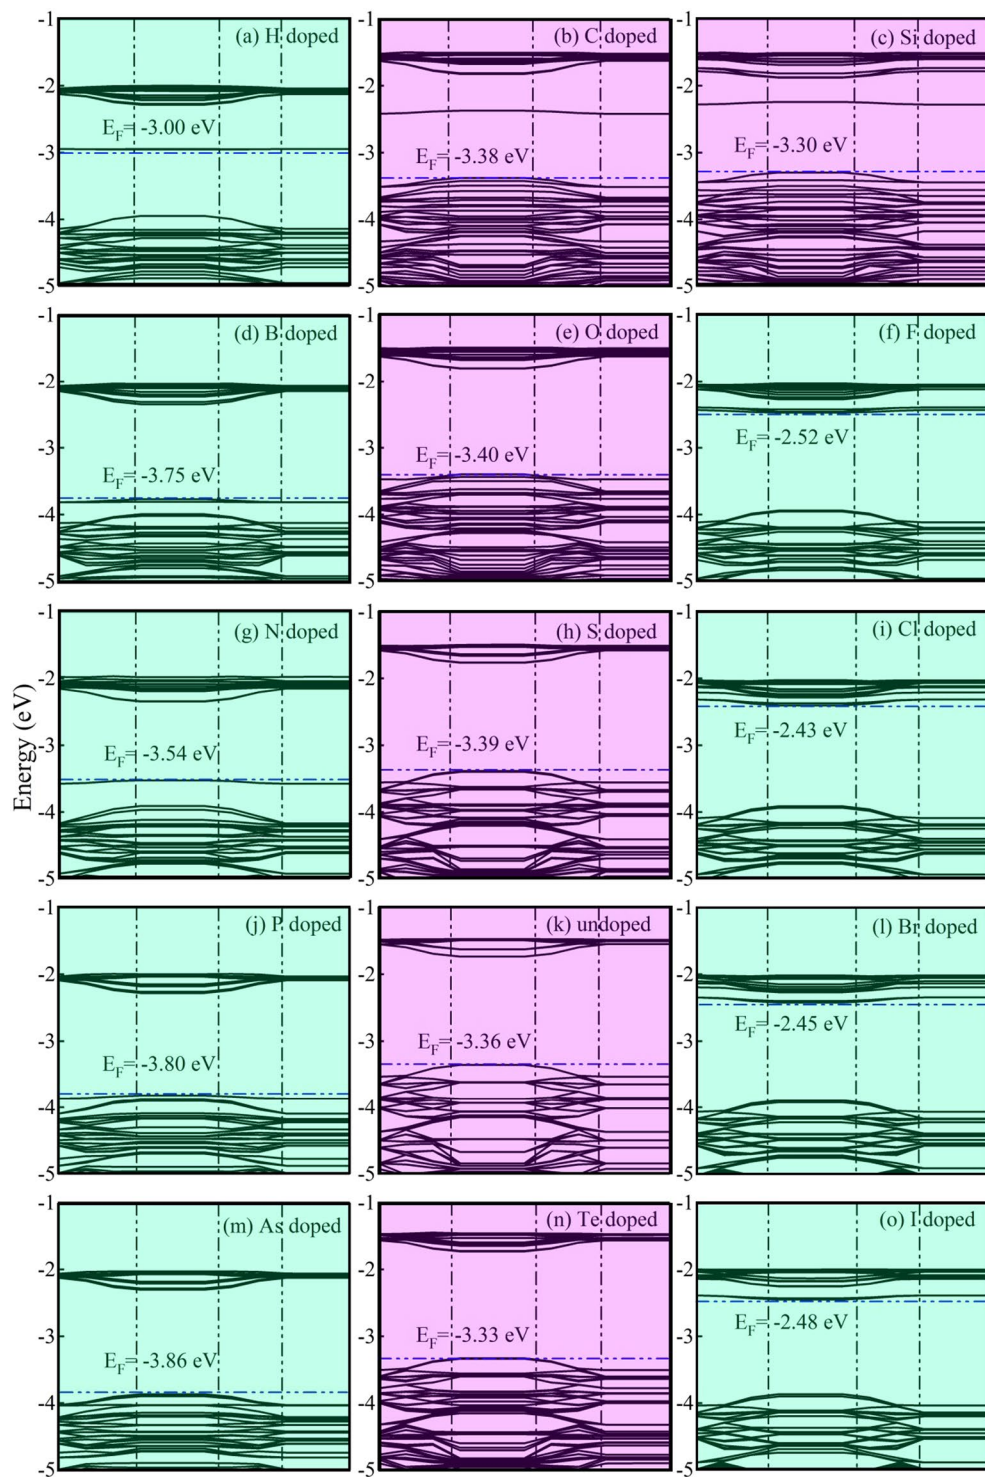 (a) H doped
(b) C doped
(c) Si doped
-1
-2
-3
-4
-5
E_F= -3.00 eV
-1
-2
-3
-4
-5
E_F= -3.38 eV
-1
-2
-3
-4
-5
E_F= -3.30 eV
(d) B doped
(e) O doped
(f) F doped
-1
-2
-3
-4
-5
E_F= -3.75 eV
-1
-2
-3
-4
-5
E_F= -3.40 eV
-1
-2
-3
-4
-5
E_F= -2.52 eV
Energy (eV)
(g) N doped
(h) S doped
(i) Cl doped
-1
-2
-3
-4
-5
E_F= -3.54 eV
-1
-2
-3
-4
-5
E_F= -3.39 eV
-1
-2
-3
-4
-5
E_F= -2.43 eV
(j) P doped
(k) undoped
(l) Br doped
-1
-2
-3
-4
-5
E_F= -3.80 eV
-1
-2
-3
-4
-5
E_F= -3.36 eV
-1
-2
-3
-4
-5
E_F= -2.45 eV
(m) As doped
(n) Te doped
(o) I doped
-1
-2
-3
-4
-5
E_F= -3.86 eV
-1
-2
-3
-4
-5
E_F= -3.33 eV
-1
-2
-3
-4
-5
E_F= -2.48 eV